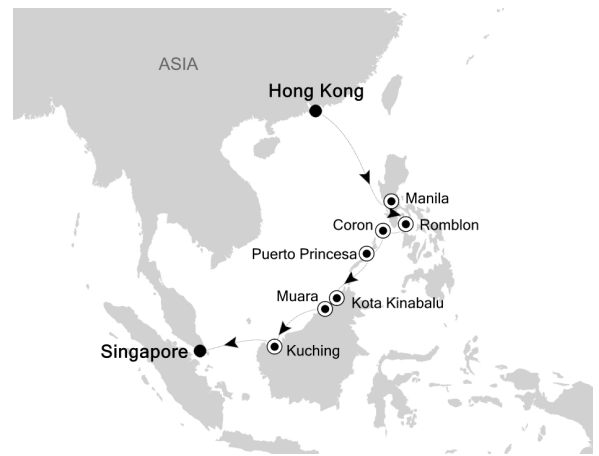 ASIA
Hong Kong
Manila
Coron
Romblon
Puerto Princesa
Muara
Kota Kinabalu
Singapore
Kuching